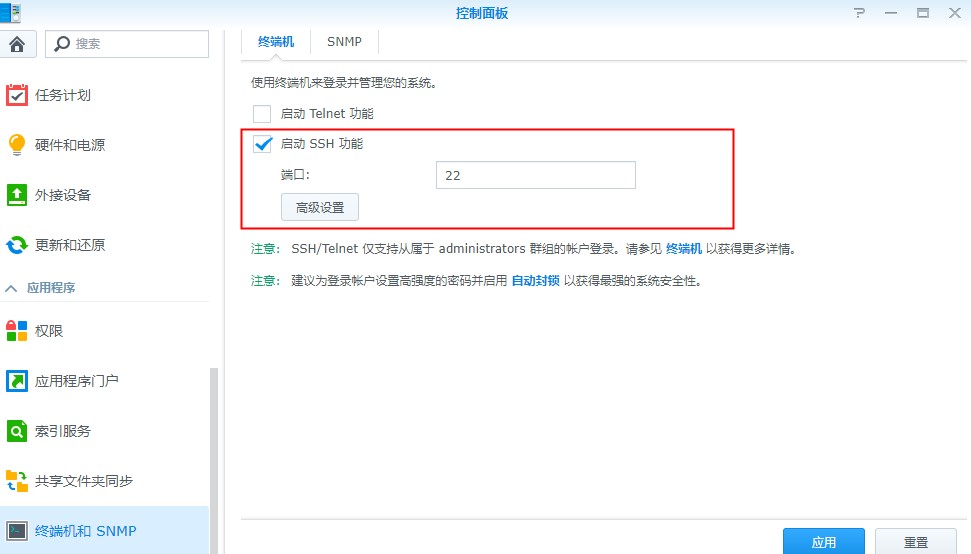 控制面板
搜索
任务计划
硬件和电源
外接设备
更新和还原
应用程序
权限
应用程序门户
索引服务
共享文件夹同步
终端机和 SNMP
终端机 SNMP
使用终端机来登录并管理您的系统。
启动 Telnet 功能
启动 SSH 功能
端口: 22
高级设置
注意: SSH/Telnet 仅支持从属于 administrators 群组的帐户登录。请参见 终端机 以获得更多详情。
注意: 建议为登录帐户设置高强度的密码并启用 自动封锁 以获得最强的系统安全性。
应用 重置